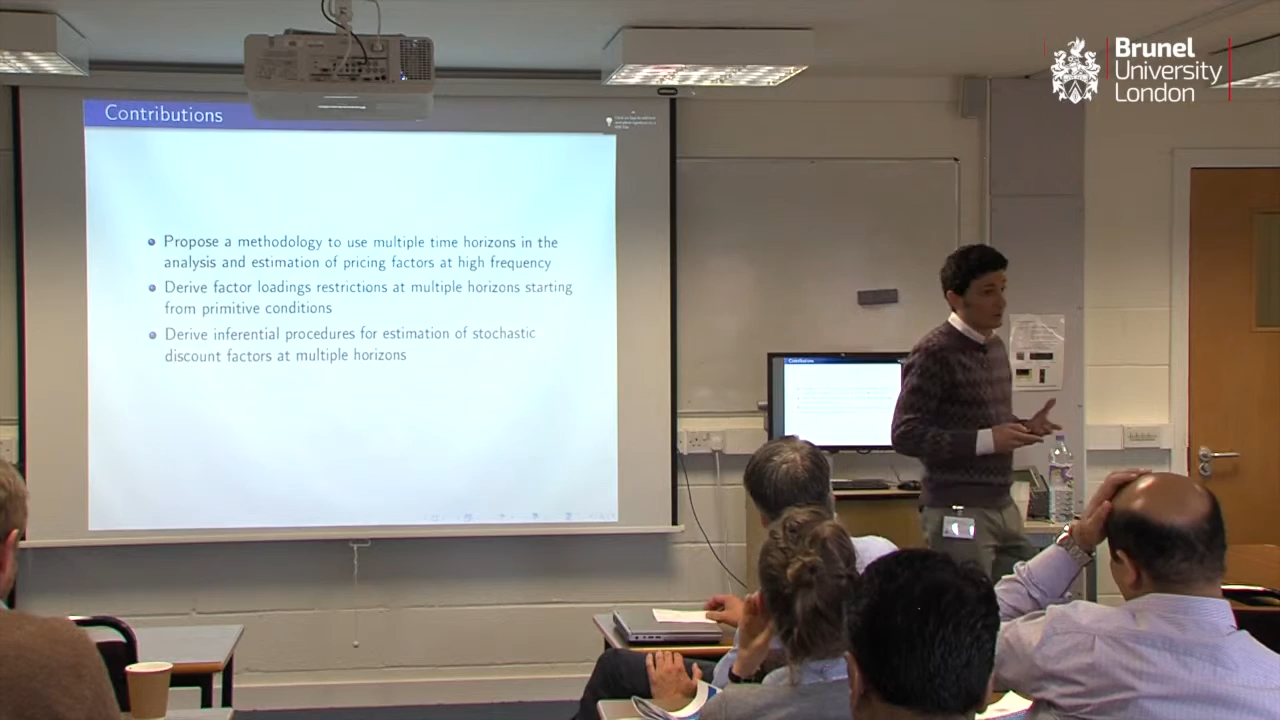 Contributions
Propose a methodology to use multiple time horizons in the
analysis and estimation of pricing factors at high frequency
Derive factor loadings restrictions at multiple horizons starting
from primitive conditions
Derive inferential procedures for estimation of stochastic
discount factors at multiple horizons
Contributions
Brunel
University
London